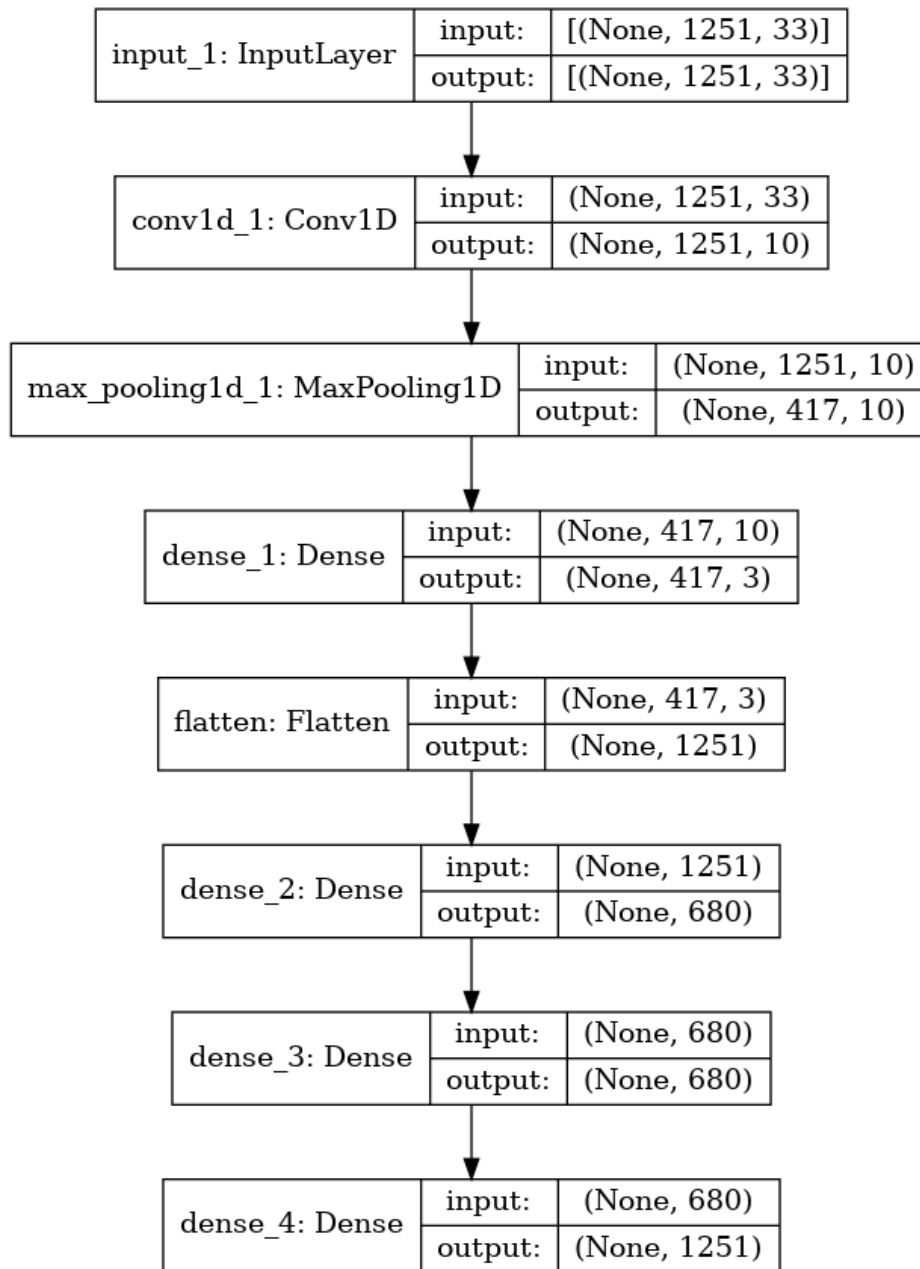 input_1: InputLayer
input: [(None, 1251, 33)]
output: [(None, 1251, 33)]
conv1d_1: Conv1D
input: (None, 1251, 33)
output: (None, 1251, 10)
max_pooling1d_1: MaxPooling1D
input: (None, 1251, 10)
output: (None, 417, 10)
dense_1: Dense
input: (None, 417, 10)
output: (None, 417, 3)
flatten: Flatten
input: (None, 417, 3)
output: (None, 1251)
dense_2: Dense
input: (None, 1251)
output: (None, 680)
dense_3: Dense
input: (None, 680)
output: (None, 680)
dense_4: Dense
input: (None, 680)
output: (None, 1251)